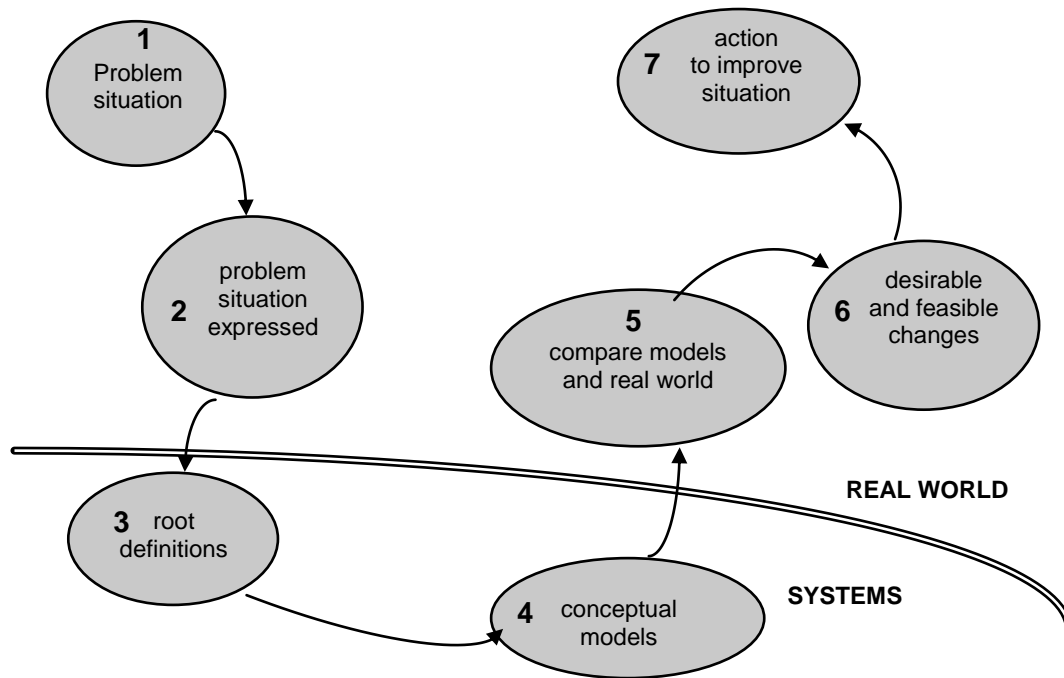 1
Problem
situation
2
problem
situation
expressed
3 root
definitions
4 conceptual
models
5
compare models
and real world
6
desirable
and feasible
changes
7
action
to improve
situation
REAL WORLD
SYSTEMS